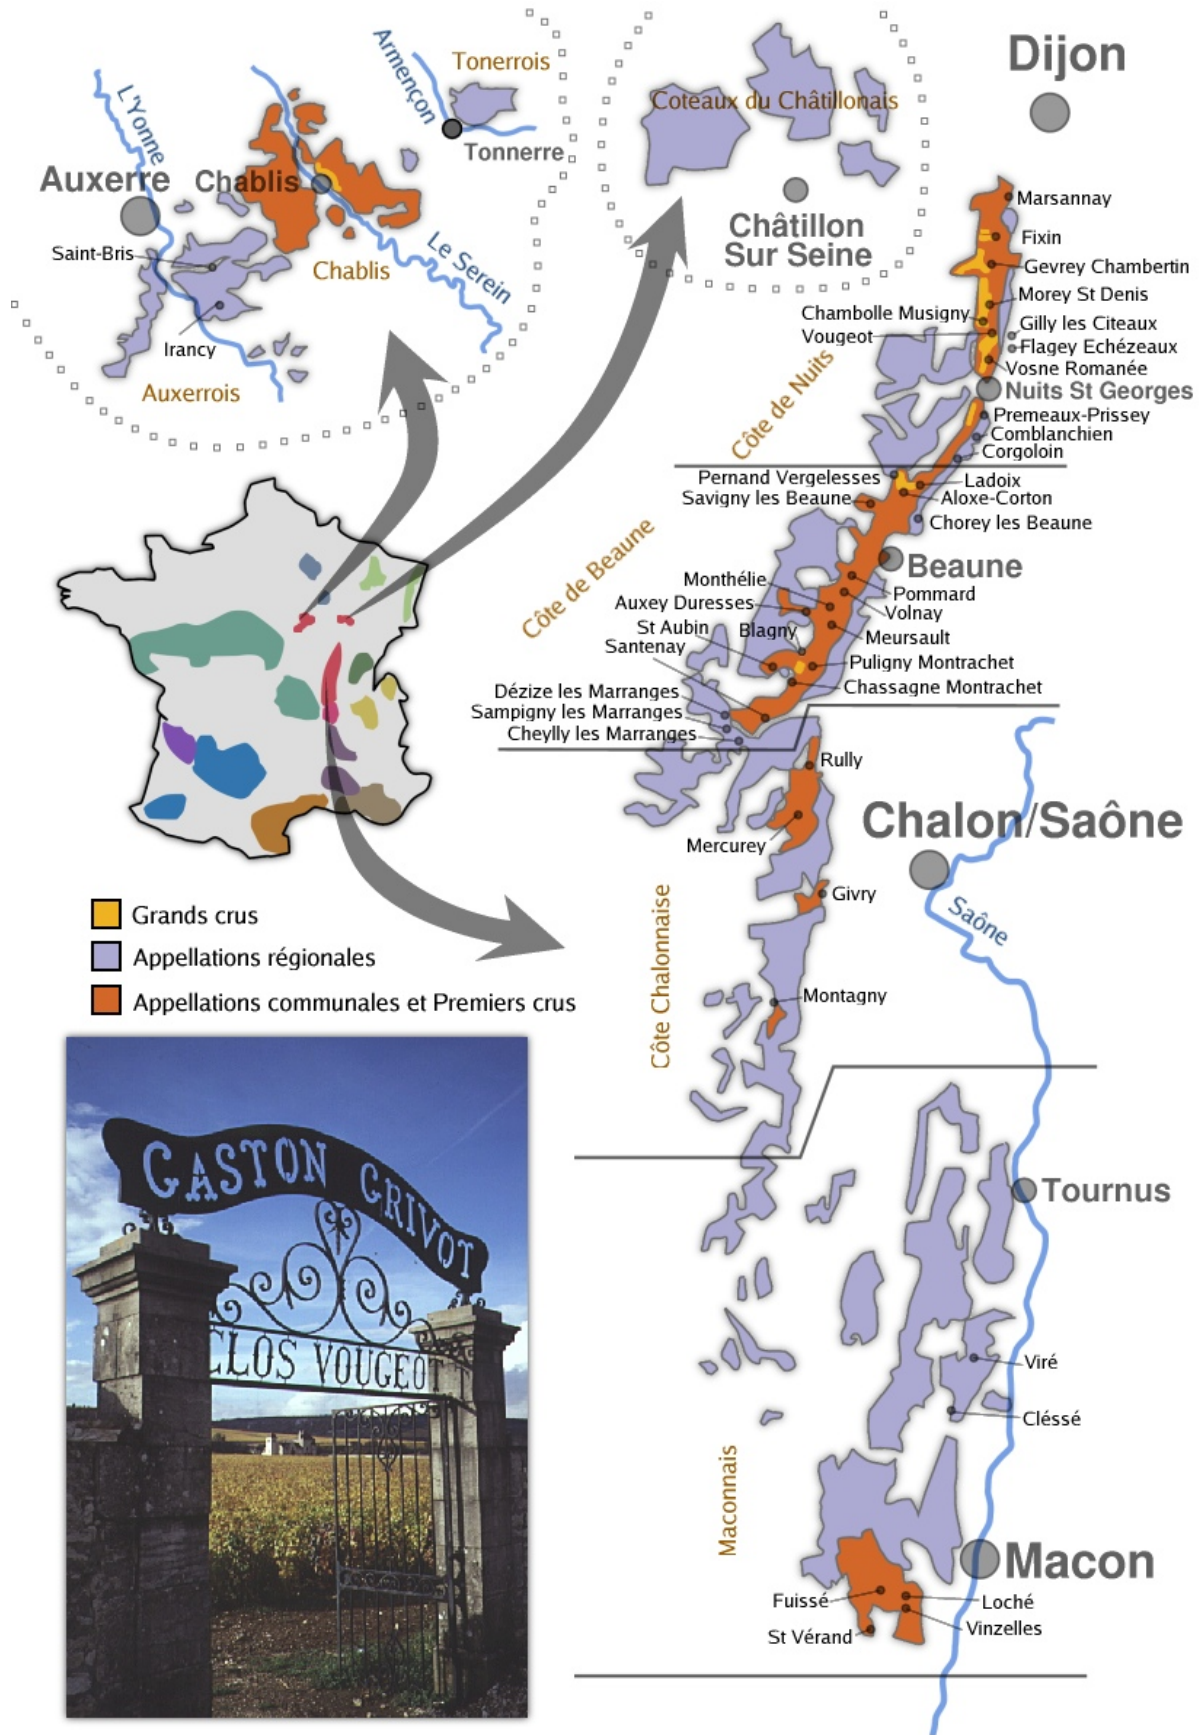 Armençon
Tonerrois
L'Yonne
Tonnerre
Auxerre
Chablis
Saint-Bris
Le Serein
Chablis
Irancy
Auxerrois
Coteaux du Châtillonais
Châtillon
Sur Seine
Dijon
Marsannay
Fixin
Gevrey Chambertin
Morey St Denis
Chambolle Musigny
Gilly les Citeaux
Vougeot
Flagey Echézeaux
Vosne Romanée
Côte de Nuits
Nuits St Georges
Premeaux-Prissey
Comblanchien
Corgoloin
Pernand Vergelesses
Ladoix
Savigny les Beaune
Aloxe-Corton
Chorey les Beaune
Côte de Beaune
Beaune
Monthélie
Pommard
Auxey Duresses
Volnay
St Aubin
Blagny
Meursault
Santenay
Puligny Montrachet
Chassagne Montrachet
Dézize les Marranges
Sampigny les Marranges
Cheylly les Marranges
Rully
Chalon/Saône
Mercurey
Givry
Saône
Côte Chalonnaise
Montagny
Grands crus
Appellations régionales
Appellations communales et Premiers crus
GASTON GRIVOT
CLOS VOUGEOT
Tournus
Viré
Cléssé
Maconnais
Macon
Fuissé
Loché
Vinzelles
St Vérand